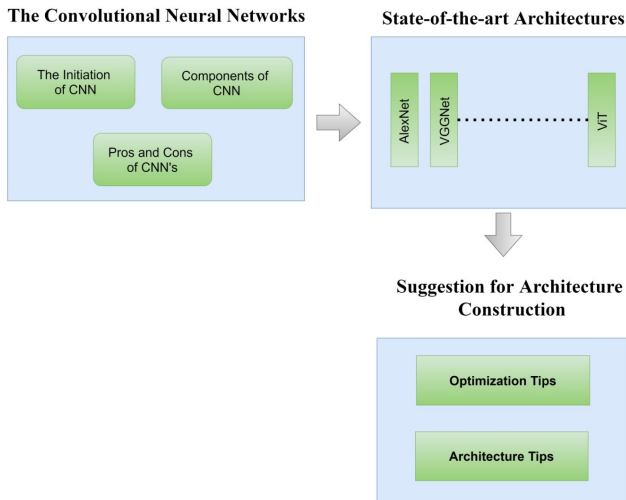 The Convolutional Neural Networks
The Initiation
of CNN
Components of
CNN
Pros and Cons
of CNN's
State-of-the-art Architectures
AlexNet
VGGNet
ViT
Suggestion for Architecture
Construction
Optimization Tips
Architecture Tips